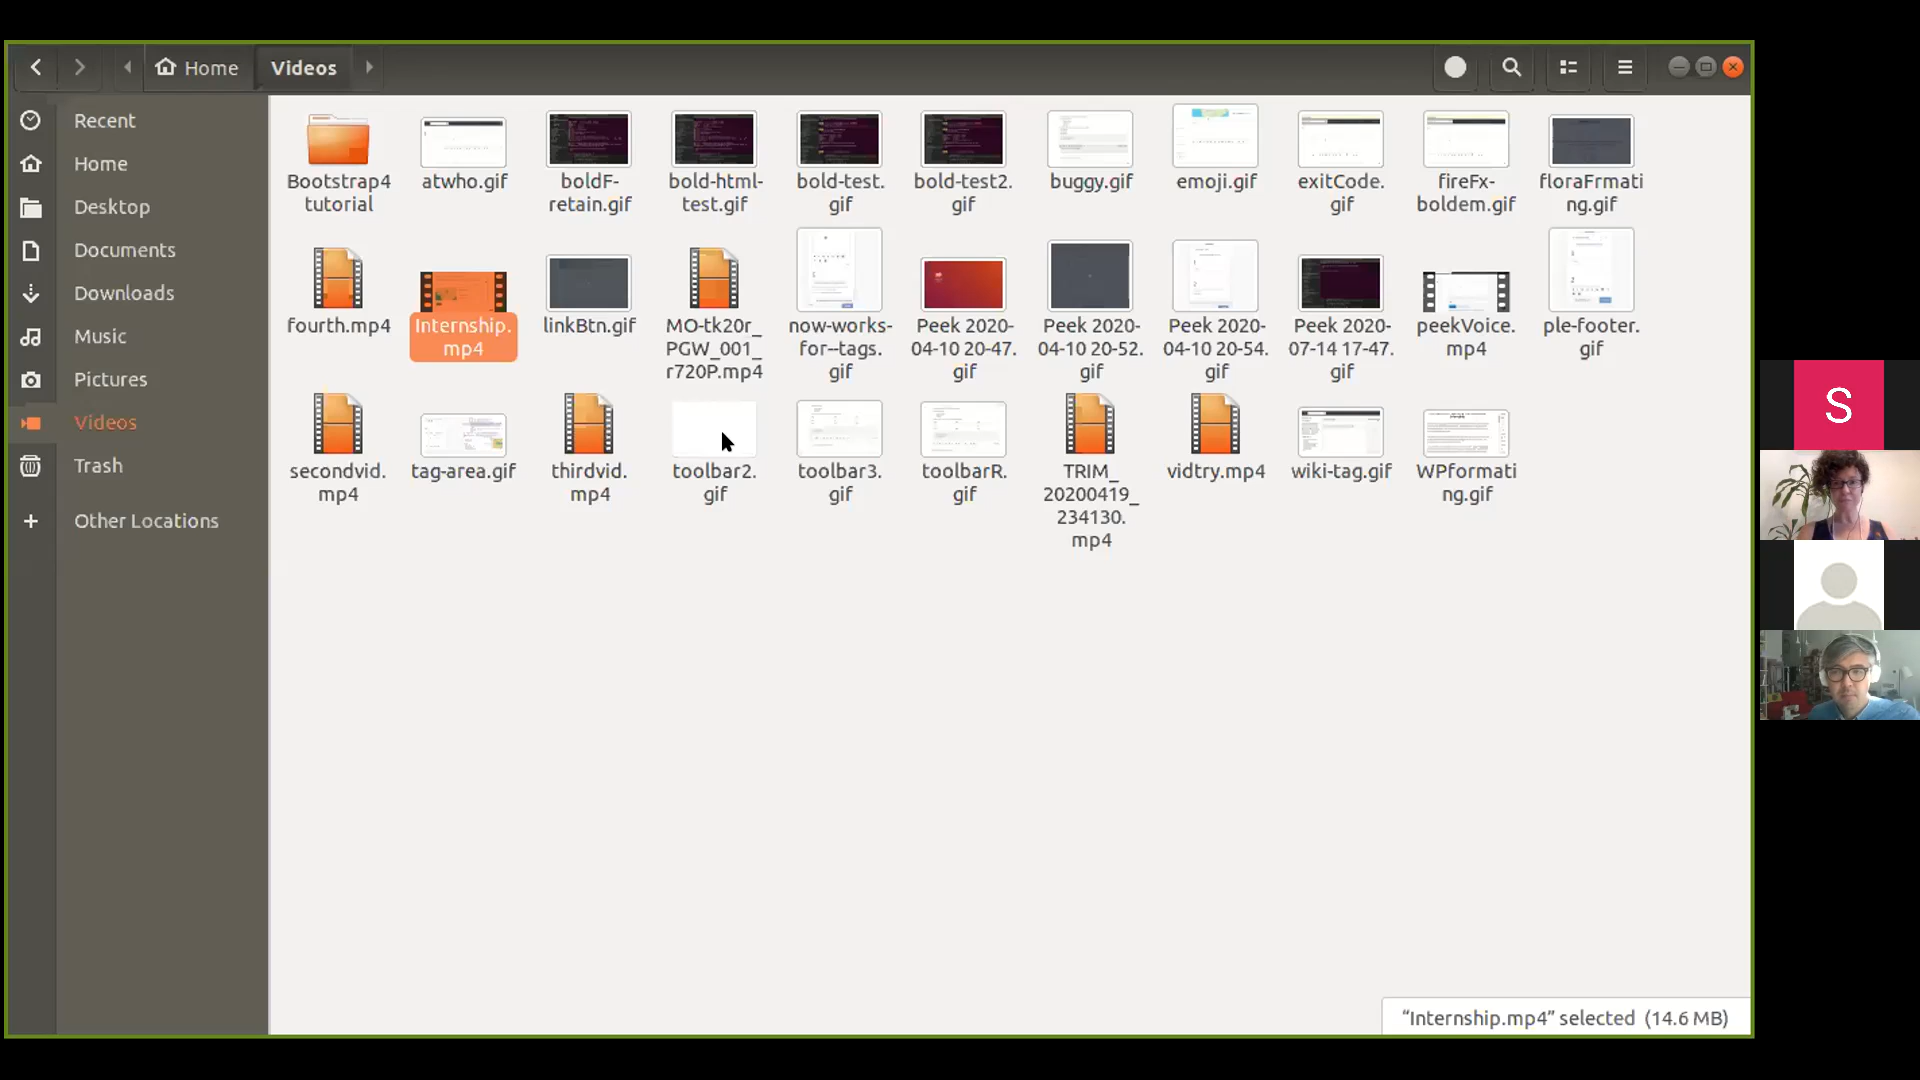 Home
Videos
Recent
Home
Desktop
Documents
Downloads
Music
Pictures
Videos
Trash
Other Locations
Bootstrap4
tutorial
atwho.gif
boldF-
retain.gif
bold-html-
test.gif
bold-test.
gif
bold-test2.
gif
buggy.gif
emoji.gif
exitCode.
gif
fireFx-
boldem.gif
floraFrmati
ng.gif
fourth.mp4
Internship.
mp4
linkBtn.gif
MO-tk20r_
PGW_001_
r720P.mp4
now-works-
for--tags.
gif
Peek 2020-
04-10 20-47.
gif
Peek 2020-
04-10 20-52.
gif
Peek 2020-
04-10 20-54.
gif
Peek 2020-
07-14 17-47.
gif
peekVoice.
mp4
ple-footer.
gif
secondvid.
mp4
tag-area.gif
thirdvid.
mp4
toolbar2.
gif
toolbar3.
gif
toolbarR.
gif
TRIM_
20200419_
234130.
mp4
vidtry.mp4
wiki-tag.gif
WPformati
ng.gif
"Internship.mp4" selected (14.6 MB)
S